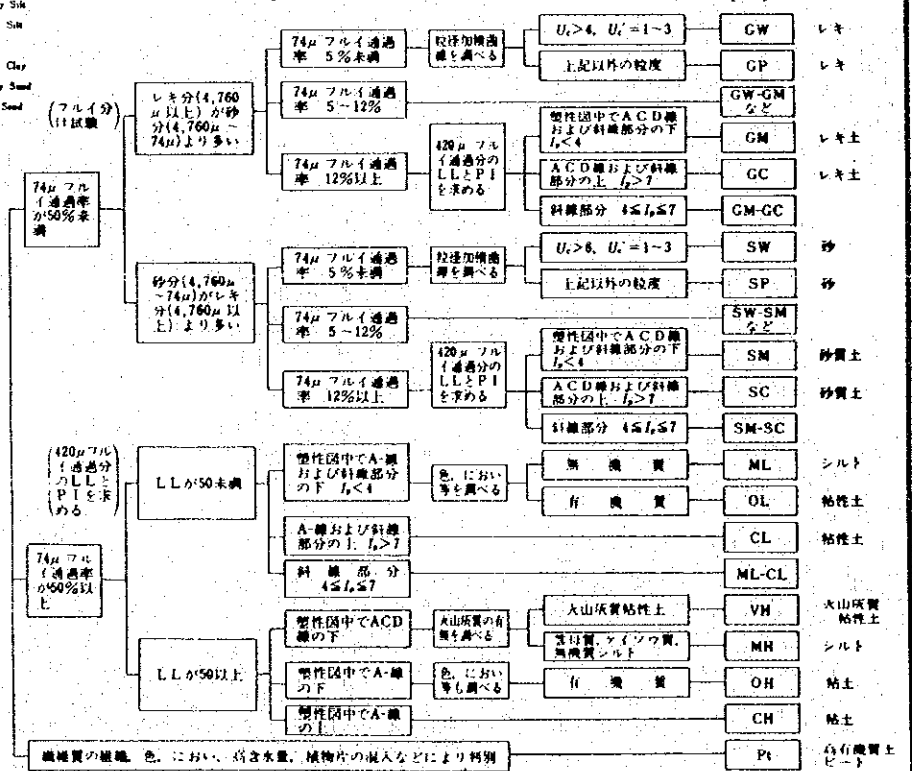 y Silt
Silt
Clay
y Sand
Sand
(フルイ分
け試験)
レキ分(4,760
μ以上)が砂
分(4,760μ~
74μ)より多い
74μフルイ通過
率 5%未満
粒径加積曲
線を調べる
Uc>4, Uc′=1~3
GW
レキ
上記以外の粒度
GP
レキ
74μフルイ通過
率 5~12%
GW-GM
など
74μフルイ通過
率 12%以上
420μフル
イ通過分の
LLとPI
を求める
塑性図中でACD線
および斜線部分の下
Ip<4
GM
レキ土
ACD線および斜線
部分の上 Ip>7
GC
レキ土
斜線部分 4≦Ip≦7
GM-GC
74μフル
イ通過率
が50%未
満
砂分(4,760μ
~74μ)がレキ
分(4,760μ以
上)より多い
74μフルイ通過
率 5%未満
粒径加積曲
線を調べる
Uc>6, Uc′=1~3
SW
砂
上記以外の粒度
SP
砂
74μフルイ通過
率 5~12%
SW-SM
など
74μフルイ通過
率 12%以上
420μフル
イ通過分の
LLとPI
を求める
塑性図中でACD線
および斜線部分の下
Ip<4
SM
砂質土
ACD線および斜線
部分の上 Ip>7
SC
砂質土
斜線部分 4≦Ip≦7
SM-SC
(420μフル
イ通過分
のLLと
PIを求
める)
74μフル
イ通過率
が50%以
上
LLが50未満
塑性図中でA-線
および斜線部分
の下 Ip<4
色,におい
等を調べる
無機質
ML
シルト
有機質
OL
粘性土
A-線および斜線
部分の上 Ip>7
CL
粘性土
斜線部分
4≦Ip≦7
ML-CL
LLが50以上
塑性図中でACD
線の下
火山灰質の有
無を調べる
火山灰質粘性土
VH
火山灰質
粘性土
雲母質,ケイソウ質,
無機質シルト
MH
シルト
塑性図中でA-線
の下
色,におい
等も調べる
有機質
OH
粘土
塑性図中でA-線
の上
CH
粘土
繊維質の組織,色,におい,高含水量,植物片の混入などにより判別
Pt
高有機質土
ピート